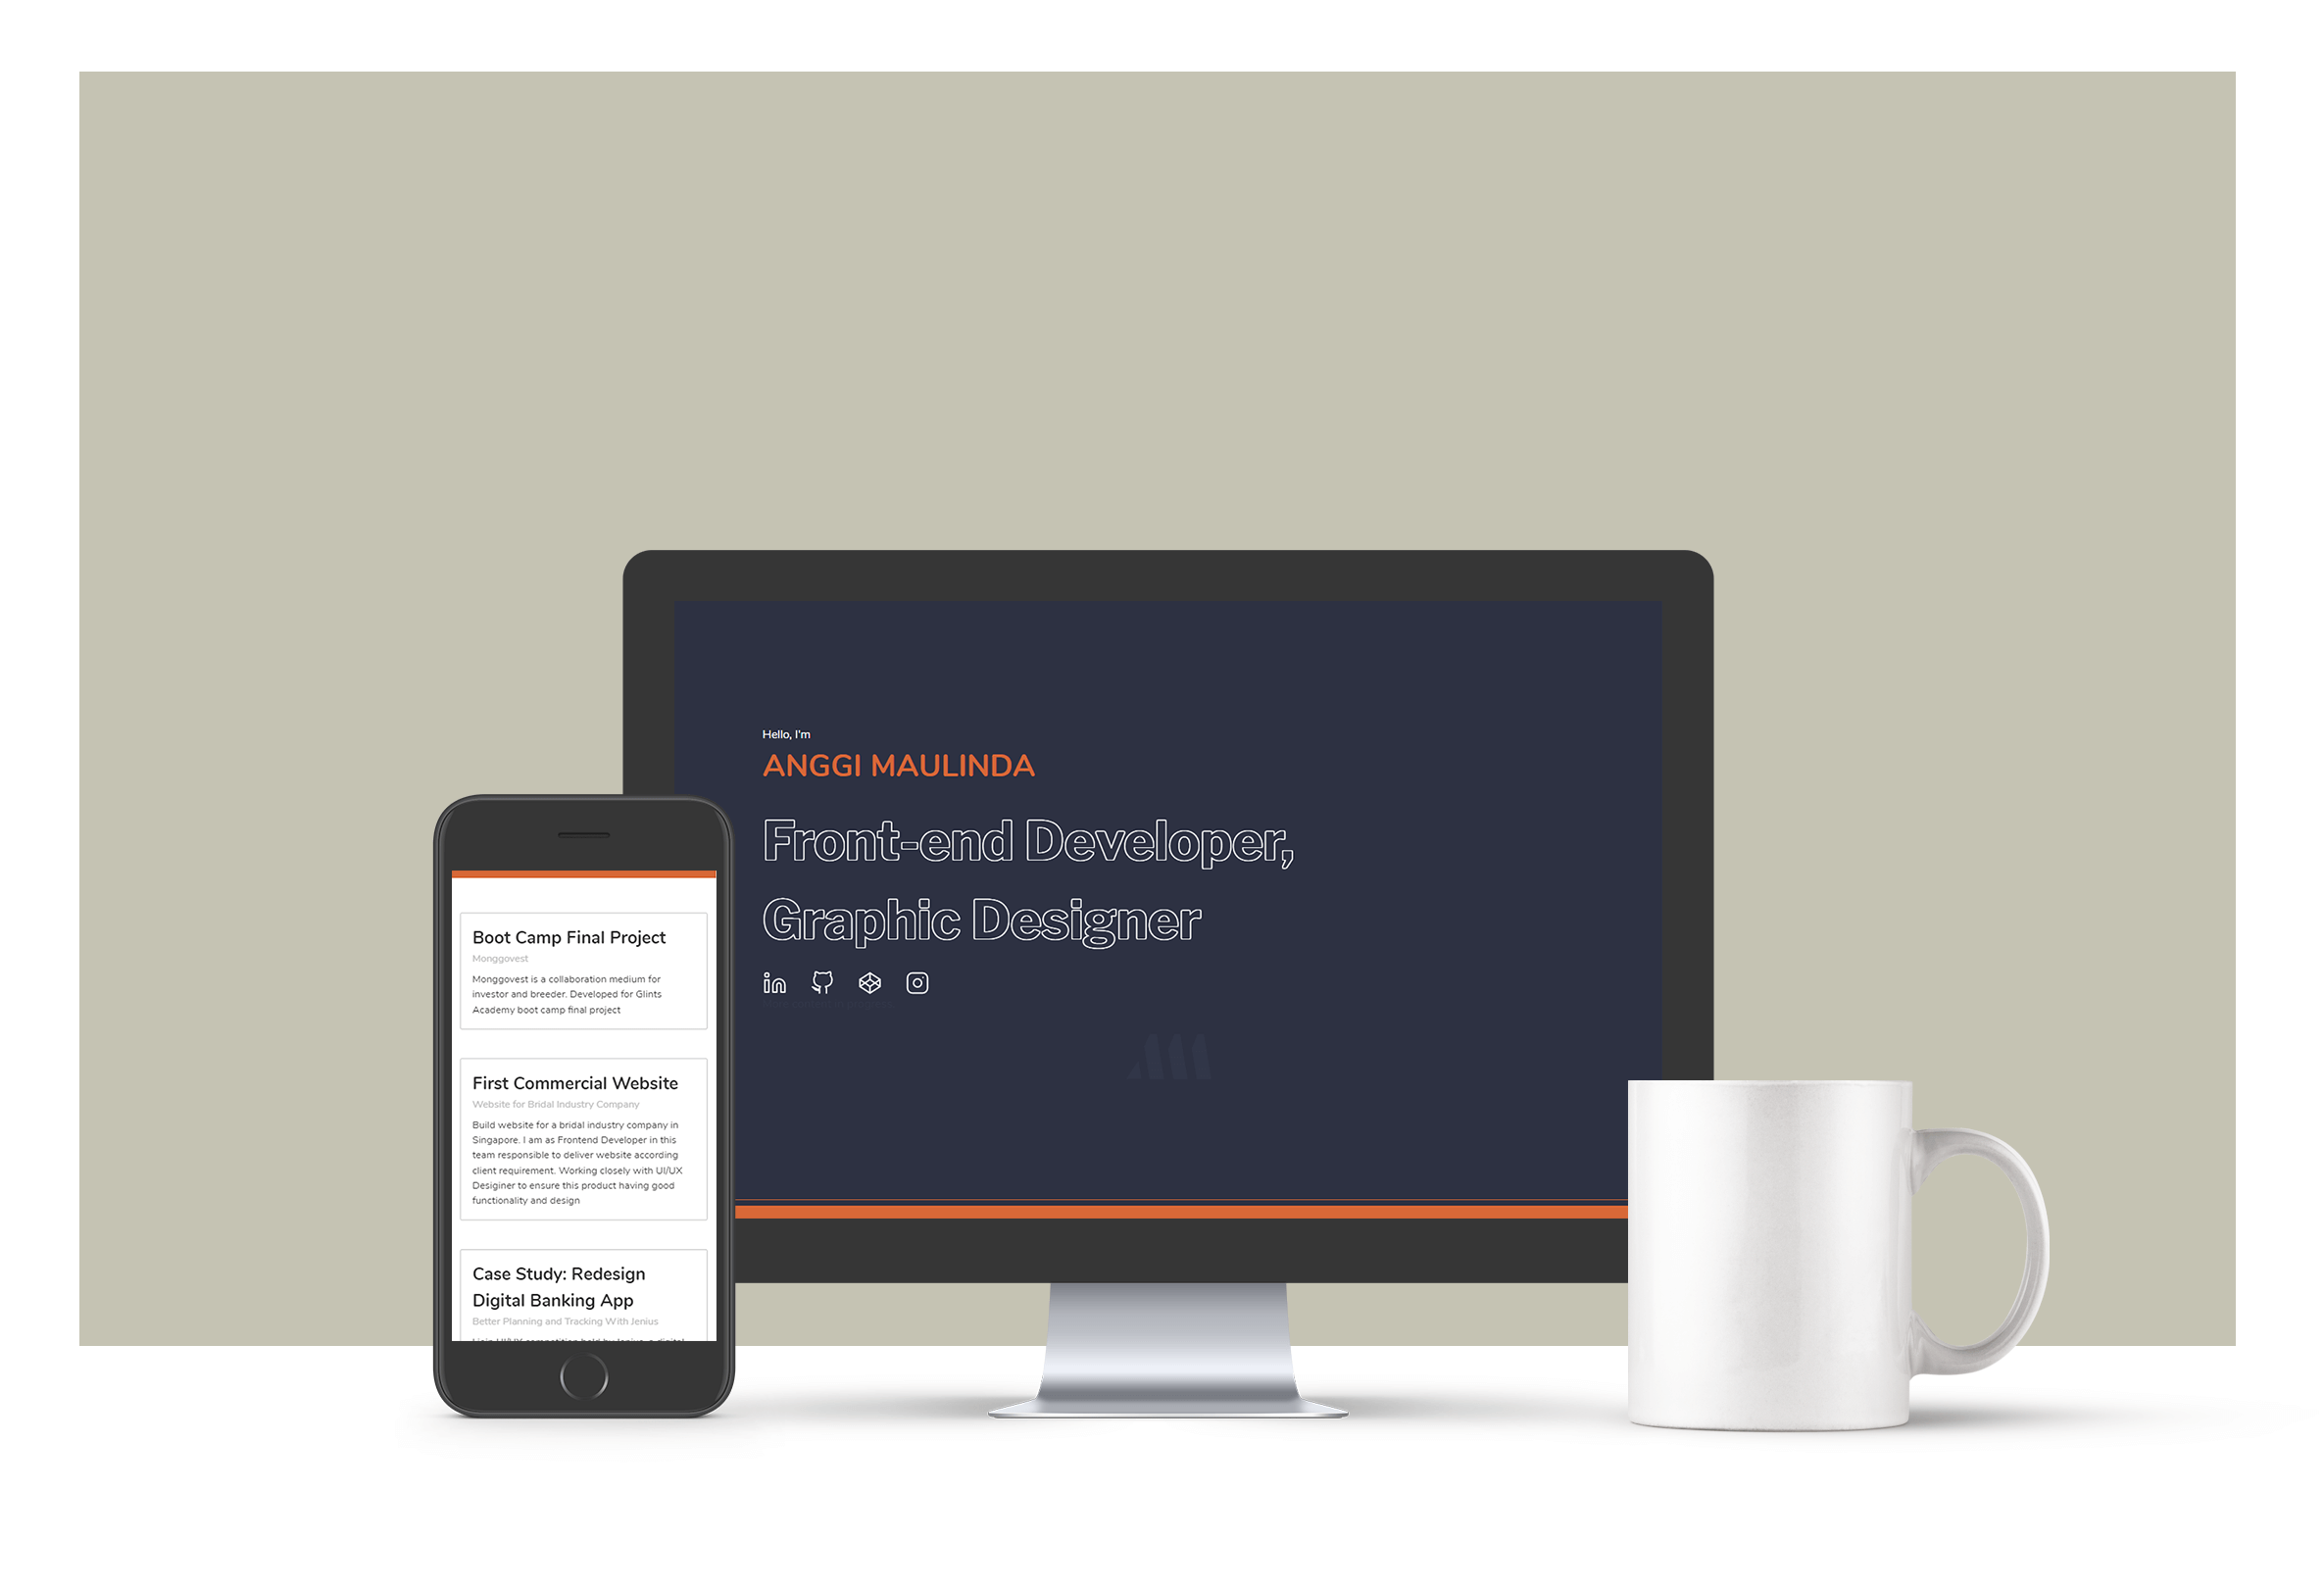 Hello, I'm
ANGGI MAULINDA
Front-end Developer,
Graphic Designer
Boot Camp Final Project
Monggovest
Monggovest is a collaboration medium for
investor and breeder. Developed for Glints
Academy boot camp final project
First Commercial Website
Website for Bridal Industry Company
Build website for a bridal industry company in
Singapore. I am as Frontend Developer in this
team responsible to deliver website according
client requirement. Working closely with UI/UX
Desiginer to ensure this product having good
functionality and design
Case Study: Redesign
Digital Banking App
Better Planning and Tracking With Jenius